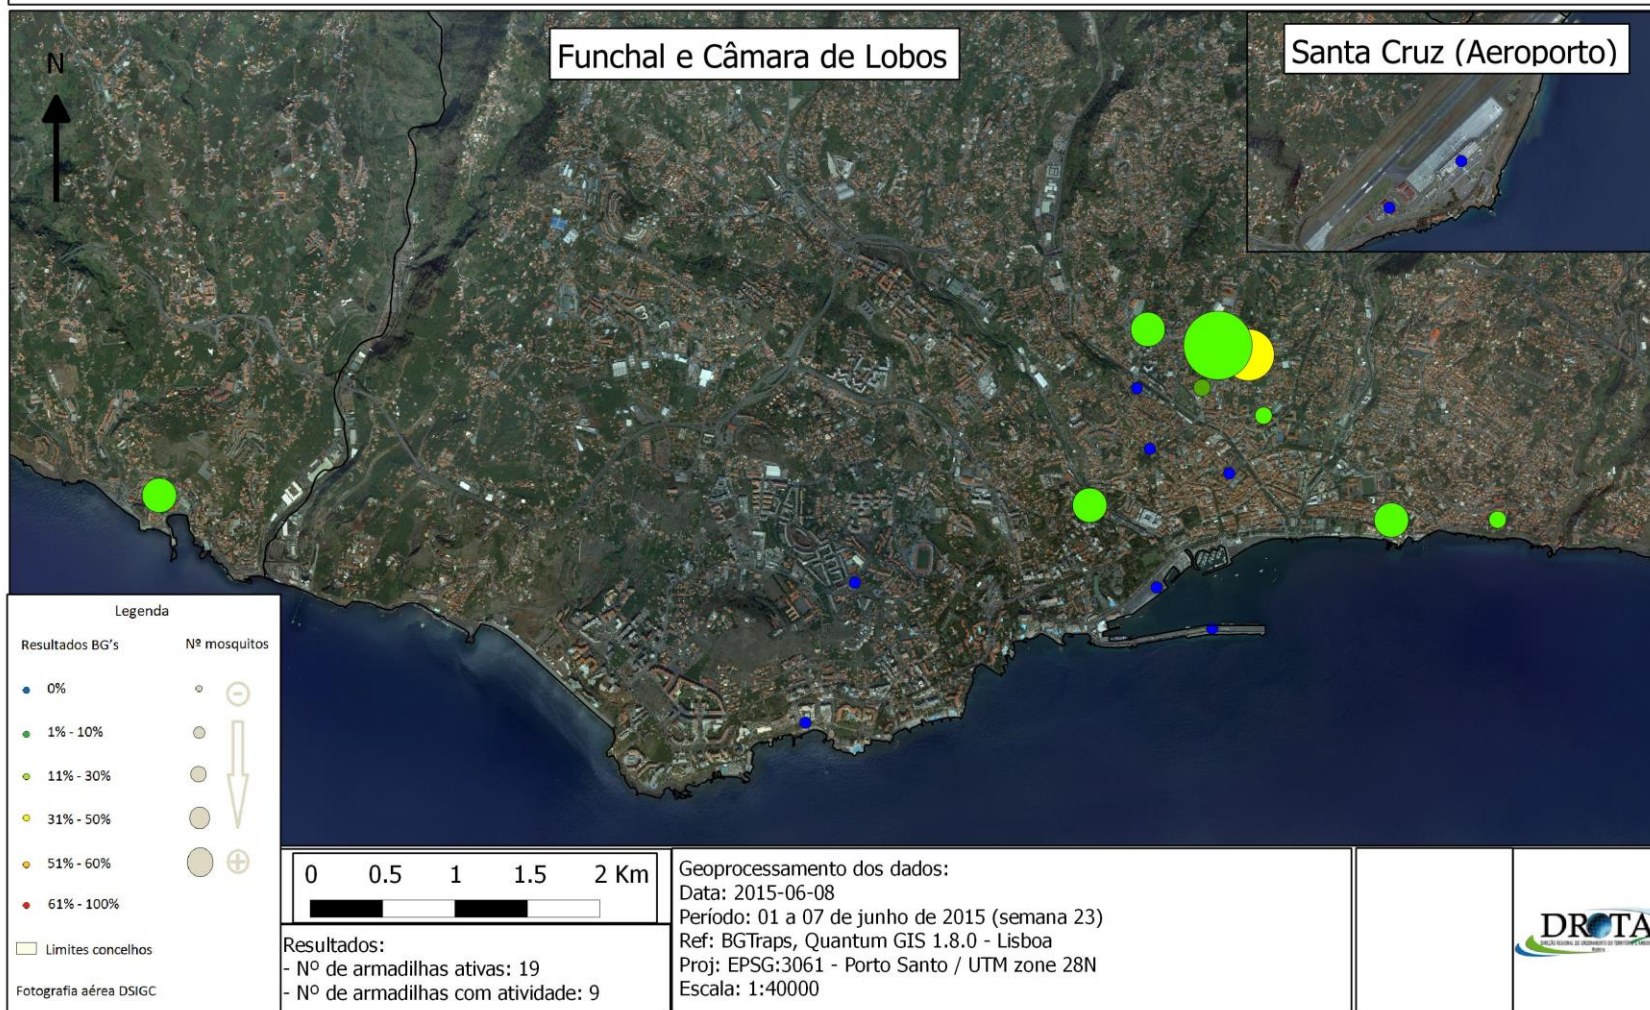 Funchal e Câmara de Lobos
Santa Cruz (Aeroporto)
N
Legenda
Resultados BG's
Nº mosquitos
0%
1% - 10%
11% - 30%
31% - 50%
51% - 60%
61% - 100%
Limites concelhos
Fotografia aérea DSIGC
0 0.5 1 1.5 2 Km
Resultados:
- Nº de armadilhas ativas: 19
- Nº de armadilhas com atividade: 9
Geoprocessamento dos dados:
Data: 2015-06-08
Período: 01 a 07 de junho de 2015 (semana 23)
Ref: BGTraps, Quantum GIS 1.8.0 - Lisboa
Proj: EPSG:3061 - Porto Santo / UTM zone 28N
Escala: 1:40000
DROTA